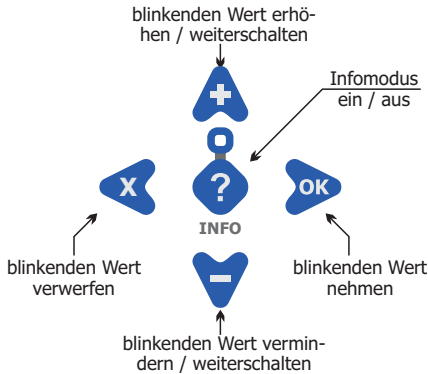 blinkenden Wert erhö-
hen / weiterschalten
+
Infomodus
ein / aus
X
?
OK
INFO
blinkenden Wert
verwerfen
blinkenden Wert
nehmen
−
blinkenden Wert vermin-
dern / weiterschalten